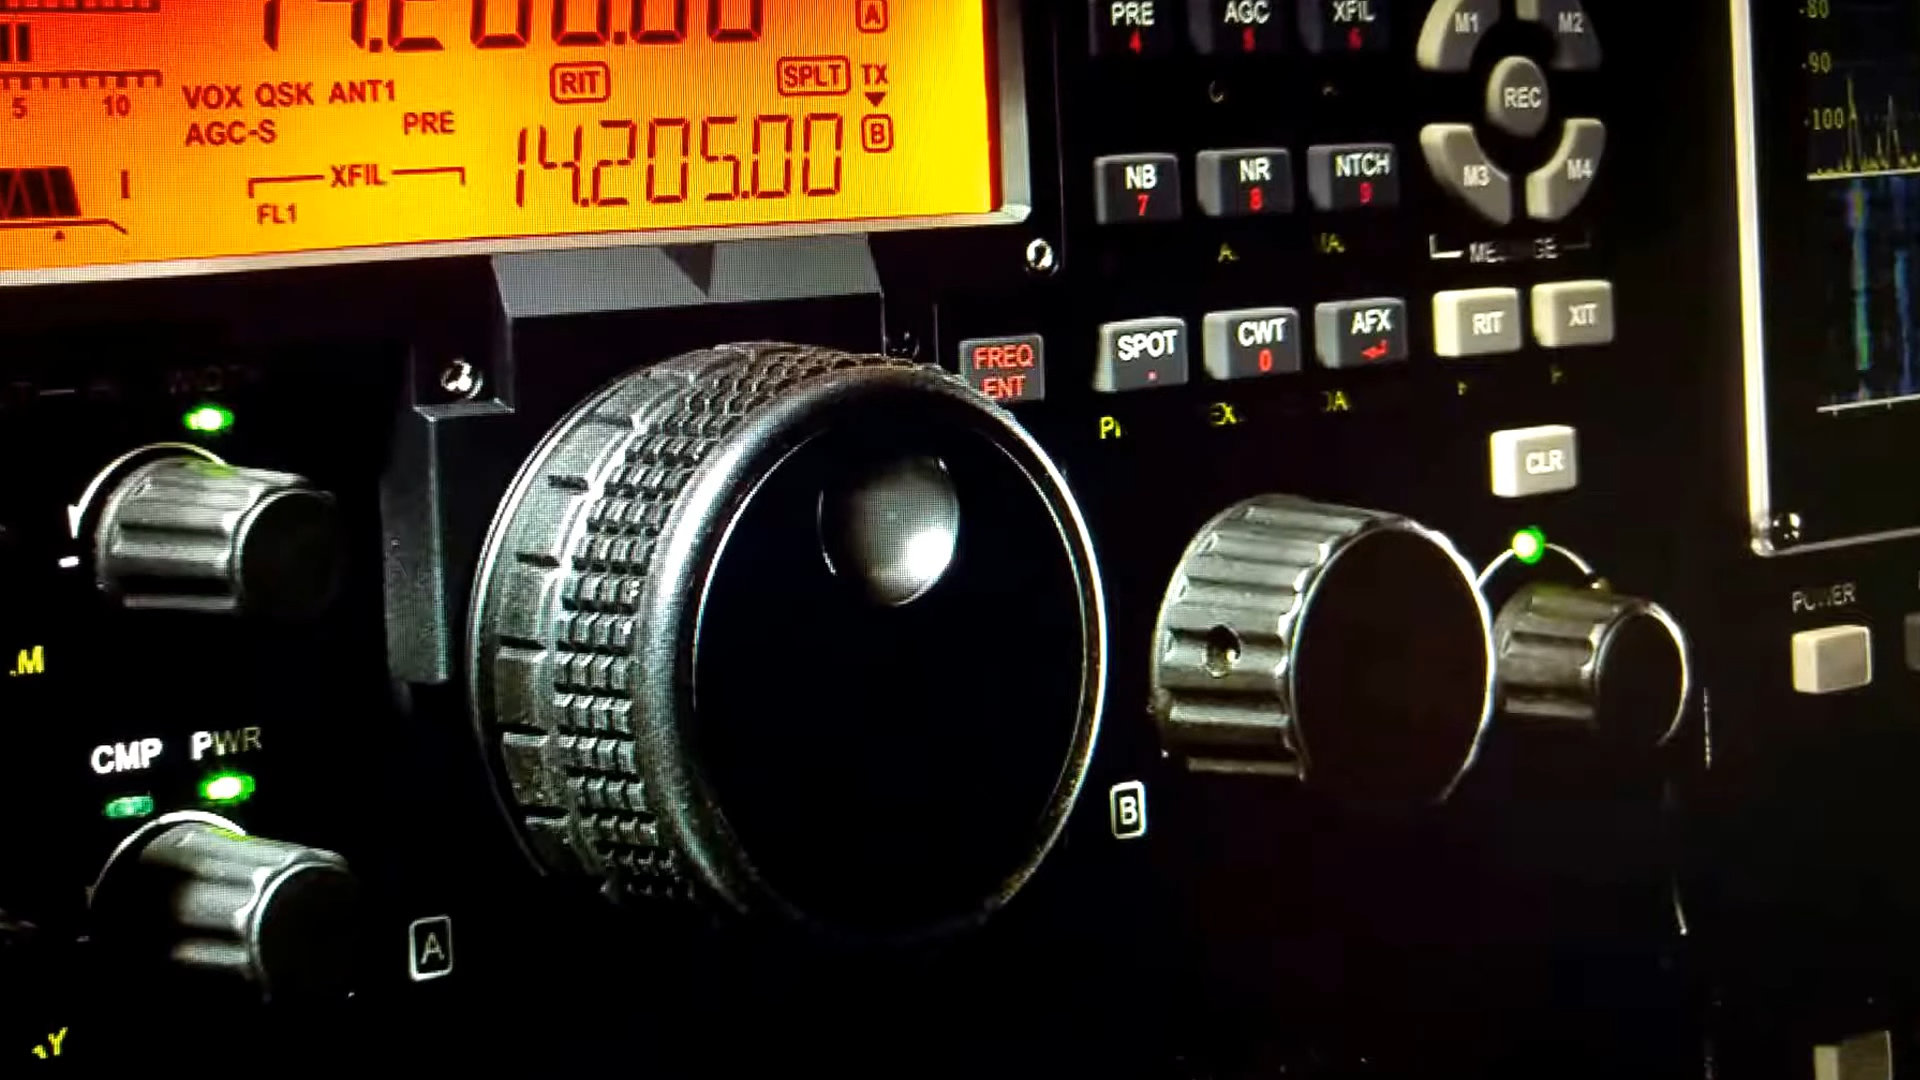 14.200.00
A
5 10
VOX QSK ANT1
RIT
SPLT TX
AGC-S
PRE
14.205.00
B
XFIL
FL1
PRE AGC XFIL
4 5 6
NB NR NTCH
7 8 9
SPOT CWT AFX
. 0
FREQ
ENT
M1 M2
REC
M3 M4
RIT XIT
CLR
-80
-90
-100
POWER
CMP PWR
A
B